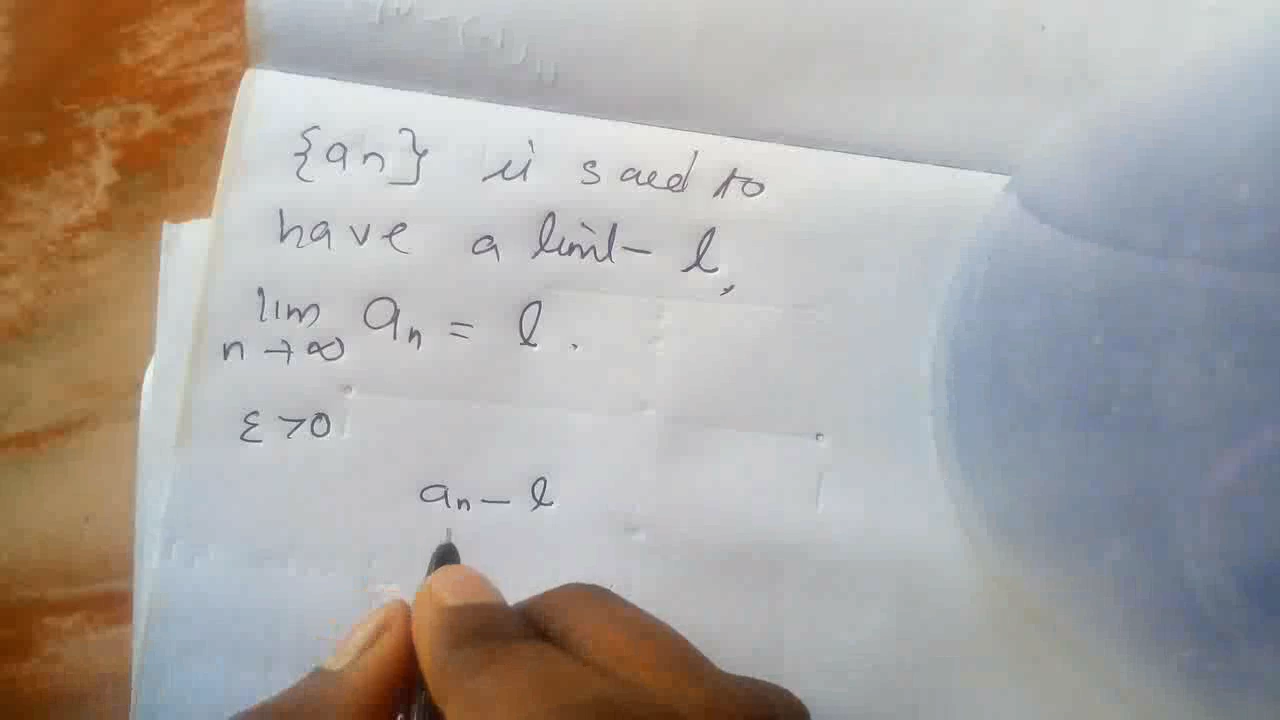 {an} is said to
have a limit l,
lim an = l.
n→∞
ε>0
an − l